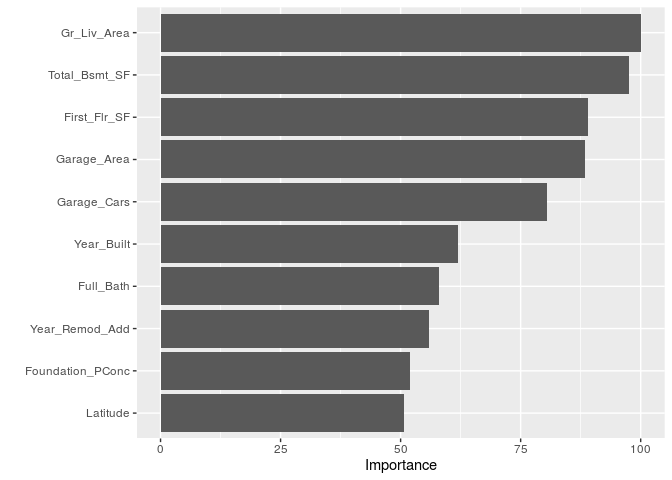 Gr_Liv_Area
Total_Bsmt_SF
First_Flr_SF
Garage_Area
Garage_Cars
Year_Built
Full_Bath
Year_Remod_Add
Foundation_PConc
Latitude
0 25 50 75 100
Importance